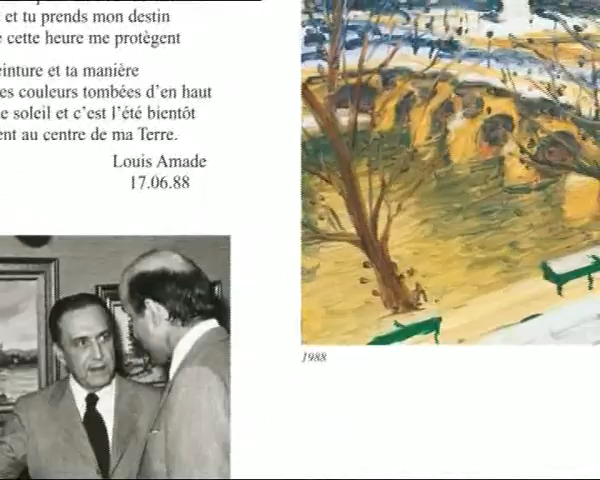 et tu prends mon destin
cette heure me protègent
einture et ta manière
es couleurs tombées d'en haut
e soleil et c'est l'été bientôt
ent au centre de ma Terre.
Louis Amade
17.06.88
1988